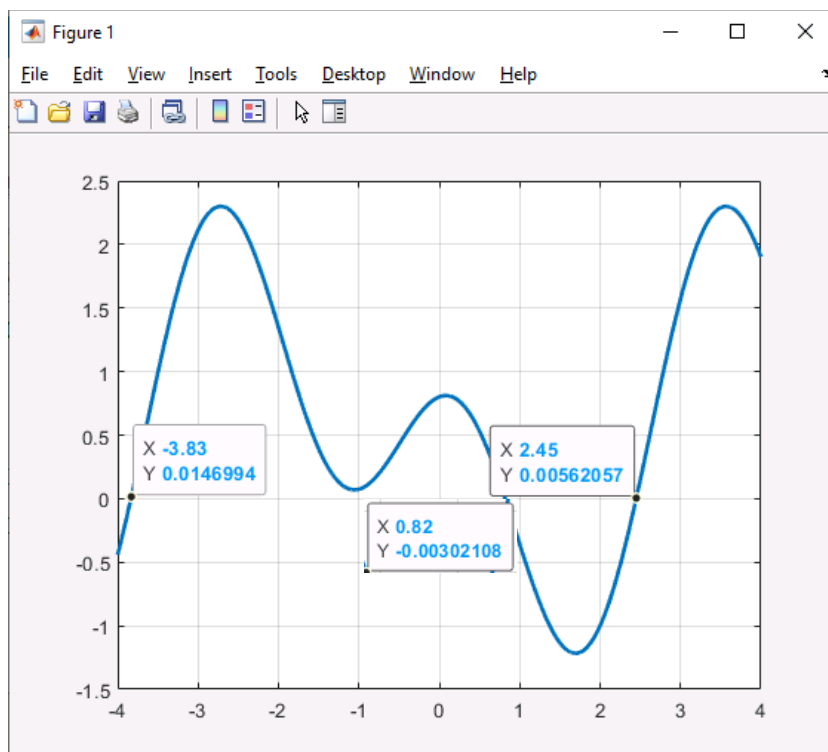 Figure 1
File Edit View Insert Tools Desktop Window Help
2.5
2
1.5
1
0.5
0
-0.5
-1
-1.5
X -3.83
Y 0.0146994
X 2.45
Y 0.00562057
X 0.82
Y -0.00302108
-4 -3 -2 -1 0 1 2 3 4